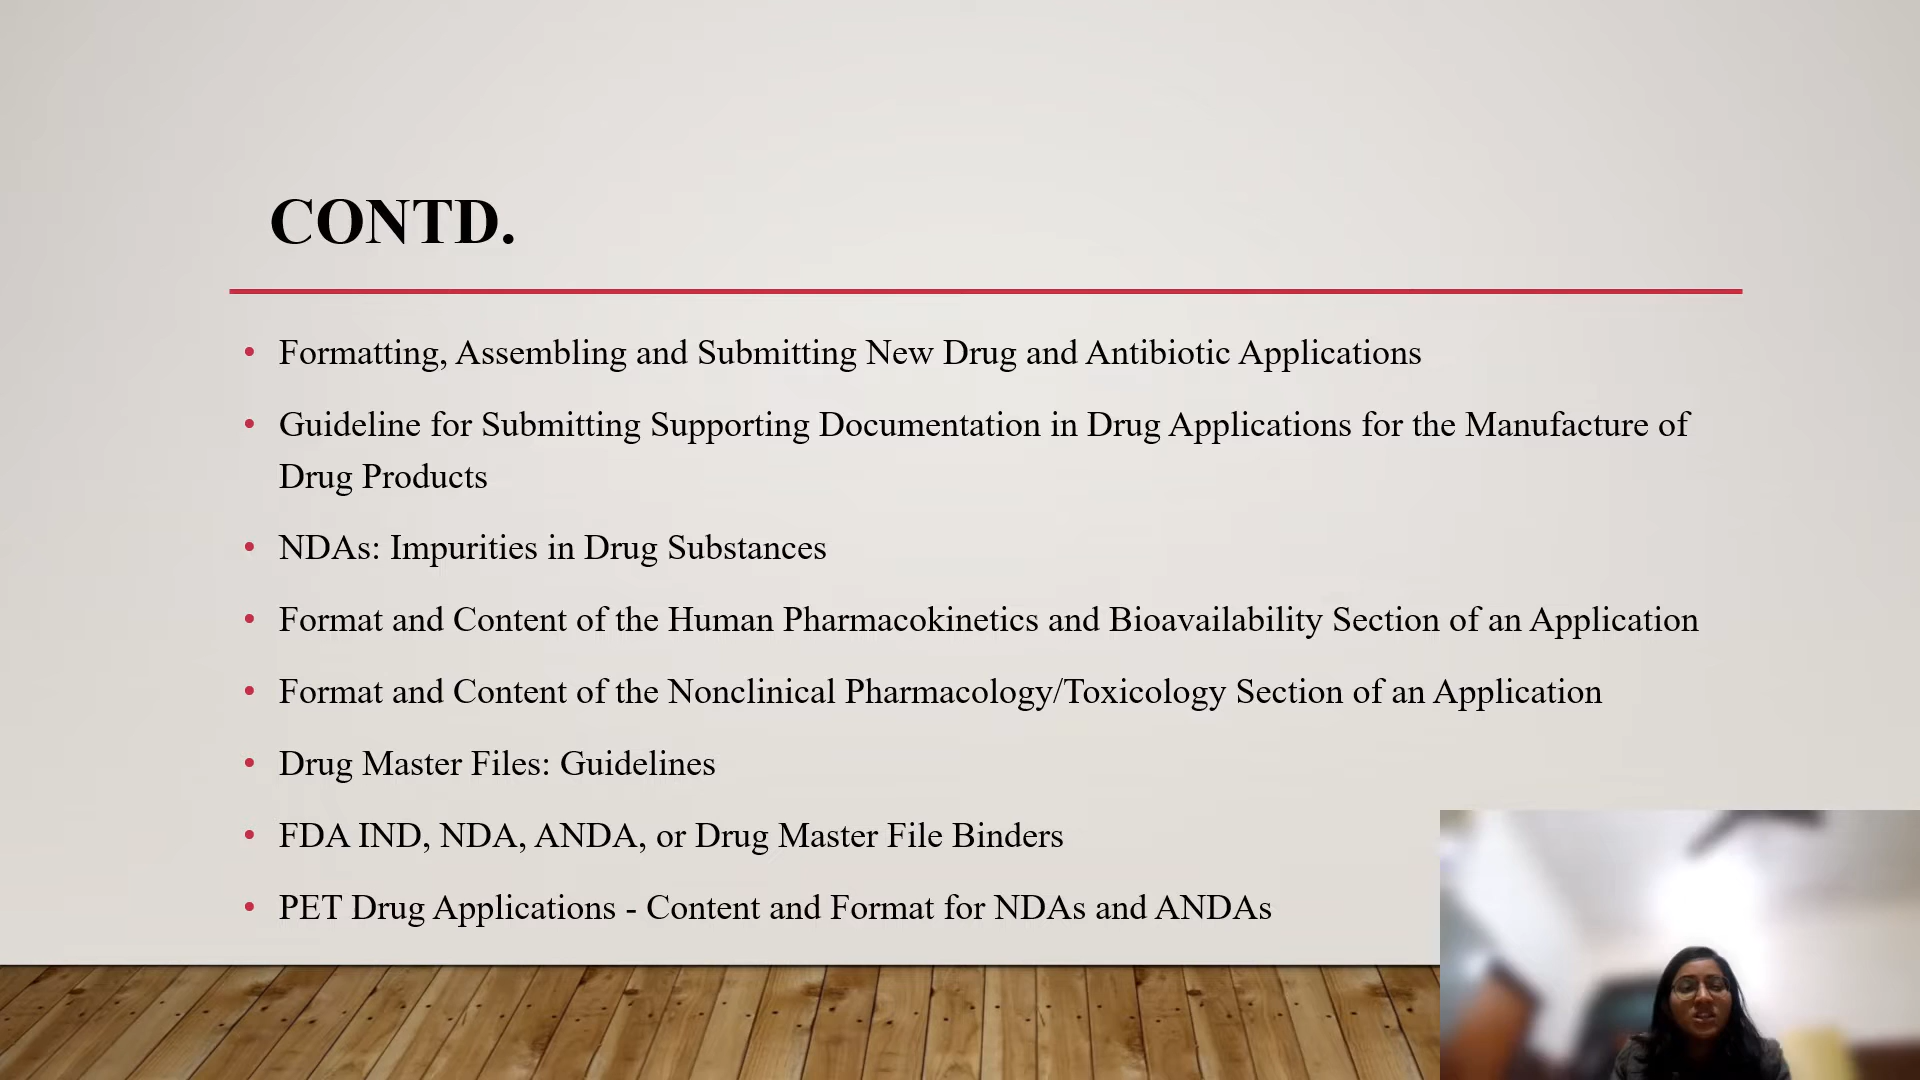 CONTD.
• Formatting, Assembling and Submitting New Drug and Antibiotic Applications
• Guideline for Submitting Supporting Documentation in Drug Applications for the Manufacture of
Drug Products
• NDAs: Impurities in Drug Substances
• Format and Content of the Human Pharmacokinetics and Bioavailability Section of an Application
• Format and Content of the Nonclinical Pharmacology/Toxicology Section of an Application
• Drug Master Files: Guidelines
• FDA IND, NDA, ANDA, or Drug Master File Binders
• PET Drug Applications - Content and Format for NDAs and ANDAs